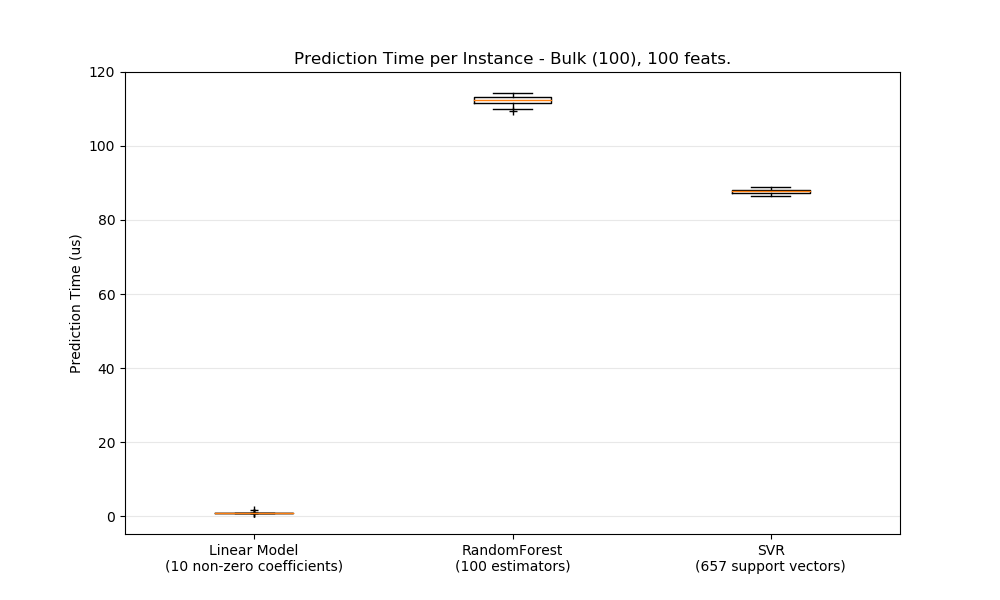 Prediction Time per Instance - Bulk (100), 100 feats.
120
100
80
60
40
20
0
Prediction Time (us)
Linear Model
(10 non-zero coefficients)
RandomForest
(100 estimators)
SVR
(657 support vectors)